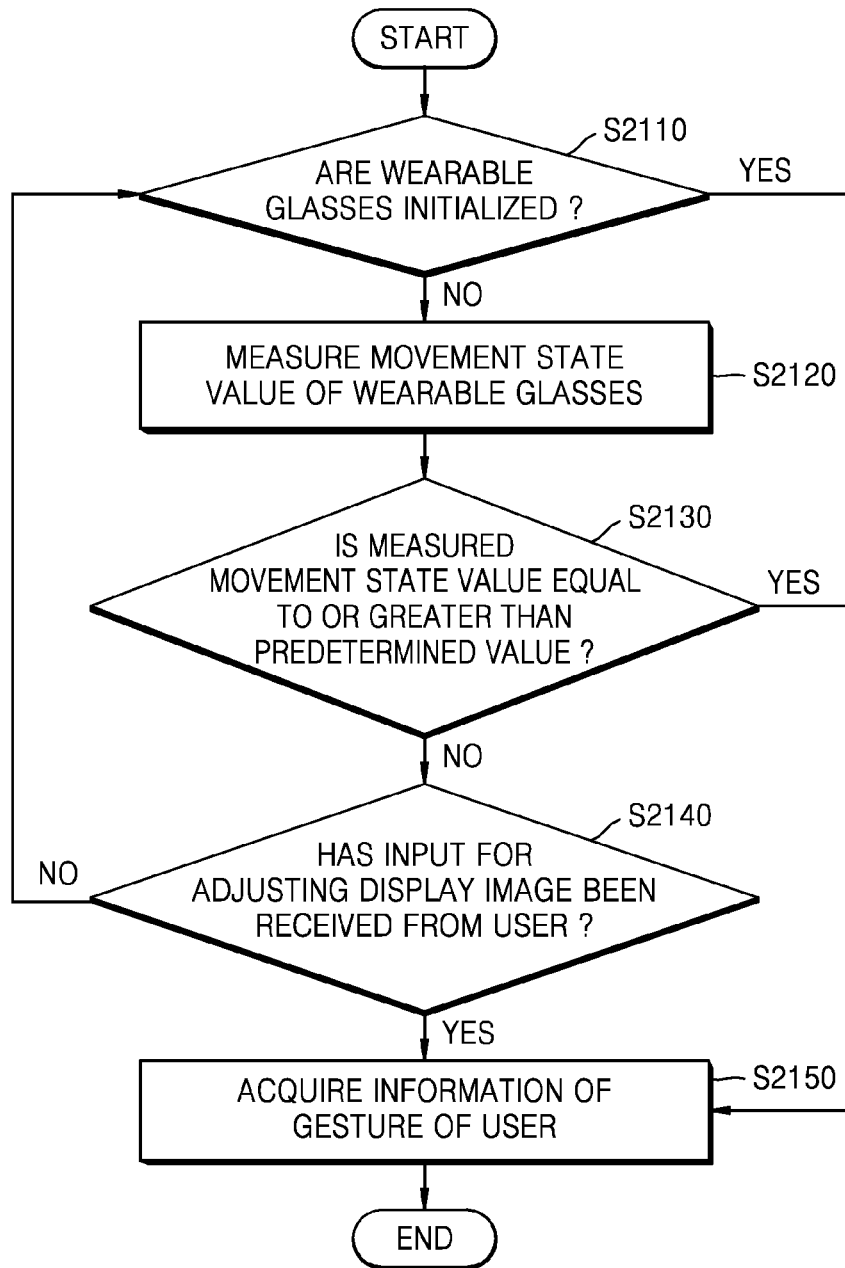 START
S2110
ARE WEARABLE
GLASSES INITIALIZED ?
YES
NO
MEASURE MOVEMENT STATE
VALUE OF WEARABLE GLASSES
S2120
S2130
IS MEASURED
MOVEMENT STATE VALUE EQUAL
TO OR GREATER THAN
PREDETERMINED VALUE ?
YES
NO
S2140
HAS INPUT FOR
ADJUSTING DISPLAY IMAGE BEEN
RECEIVED FROM USER ?
NO
YES
ACQUIRE INFORMATION OF
GESTURE OF USER
S2150
END